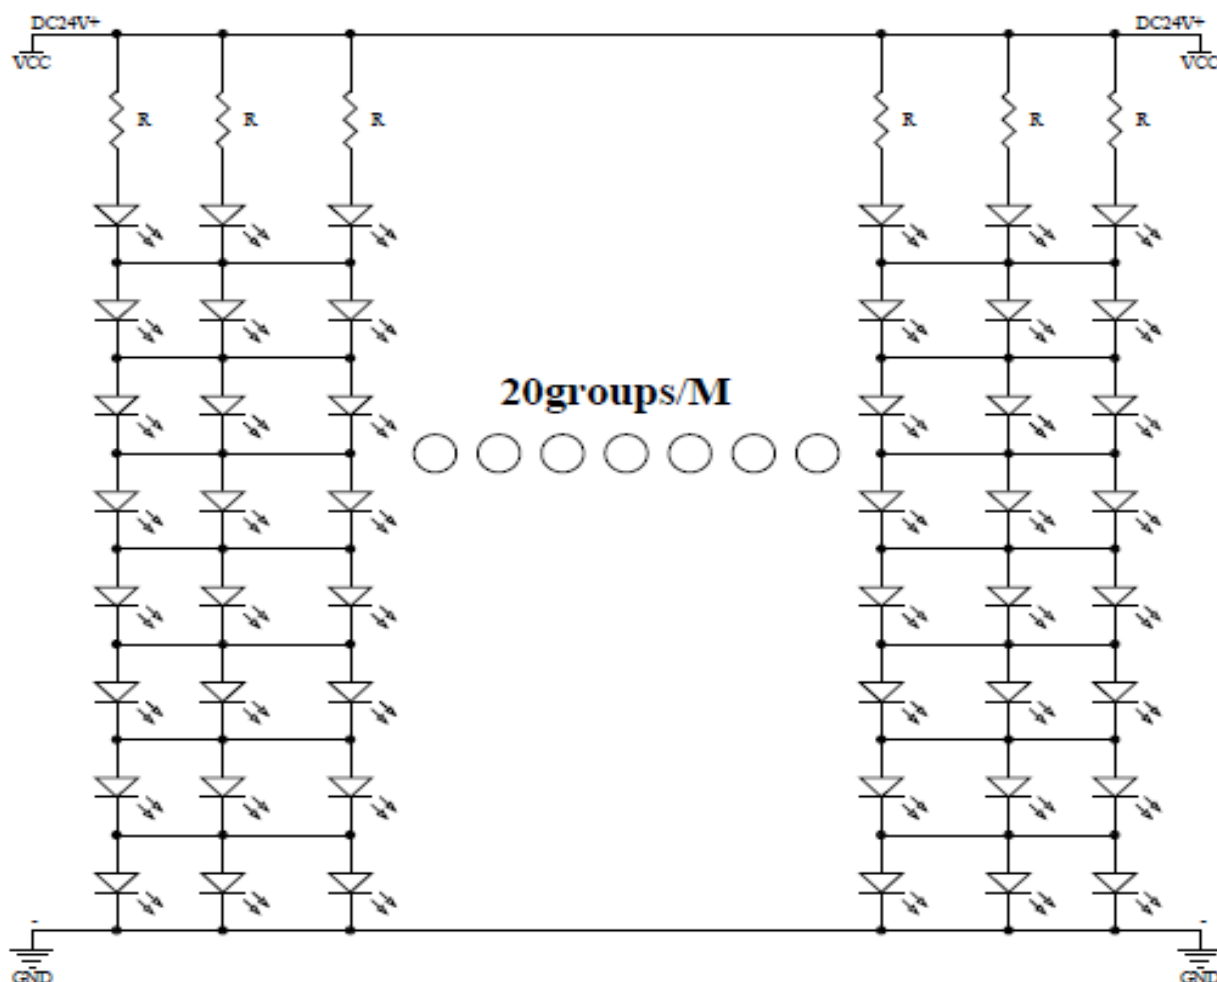 DC24V+ DC24V+
VCC VCC
R R R R R R
20groups/M
- -
GND GND